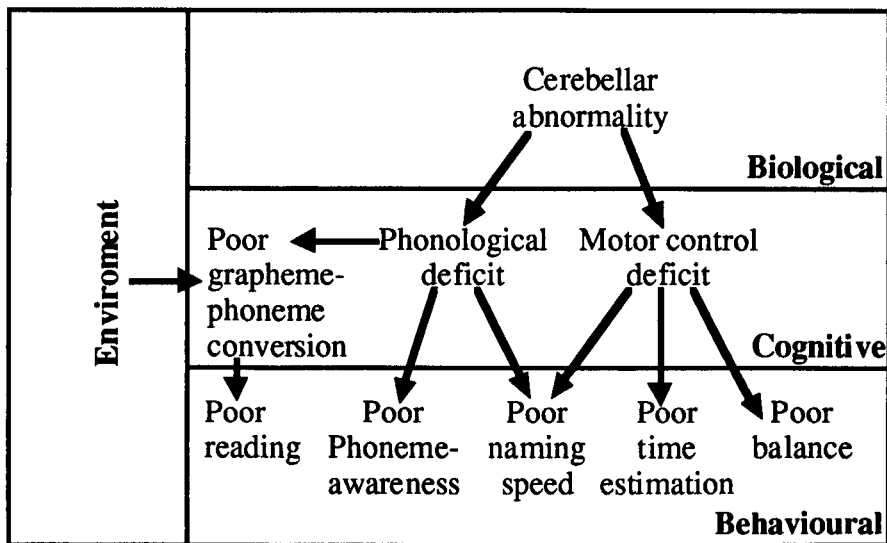 Enviroment
Cerebellar
abnormality
Biological
Poor
grapheme-
phoneme
conversion
Phonological
deficit
Motor control
deficit
Cognitive
Poor
reading
Poor
Phoneme-
awareness
Poor
naming
speed
Poor
time
estimation
Poor
balance
Behavioural